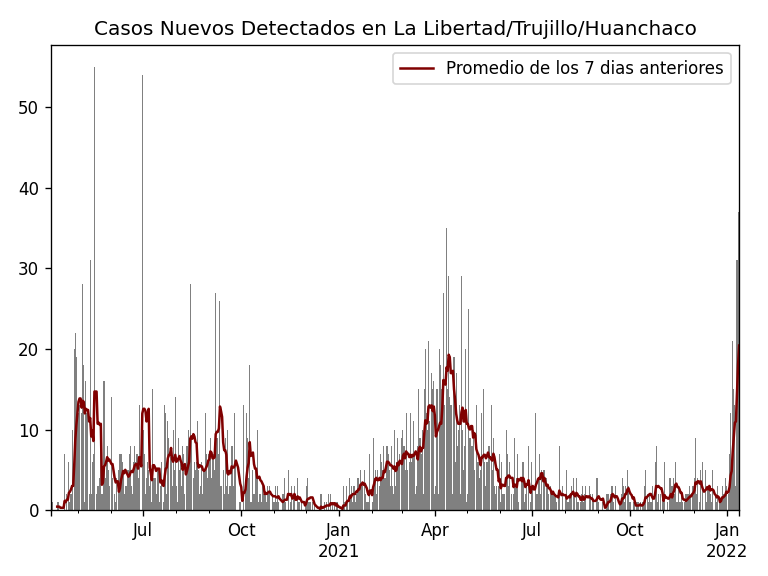 Casos Nuevos Detectados en La Libertad/Trujillo/Huanchaco
Promedio de los 7 dias anteriores
50
40
30
20
10
0
Jul Oct Jan Apr Jul Oct Jan
2021 2022